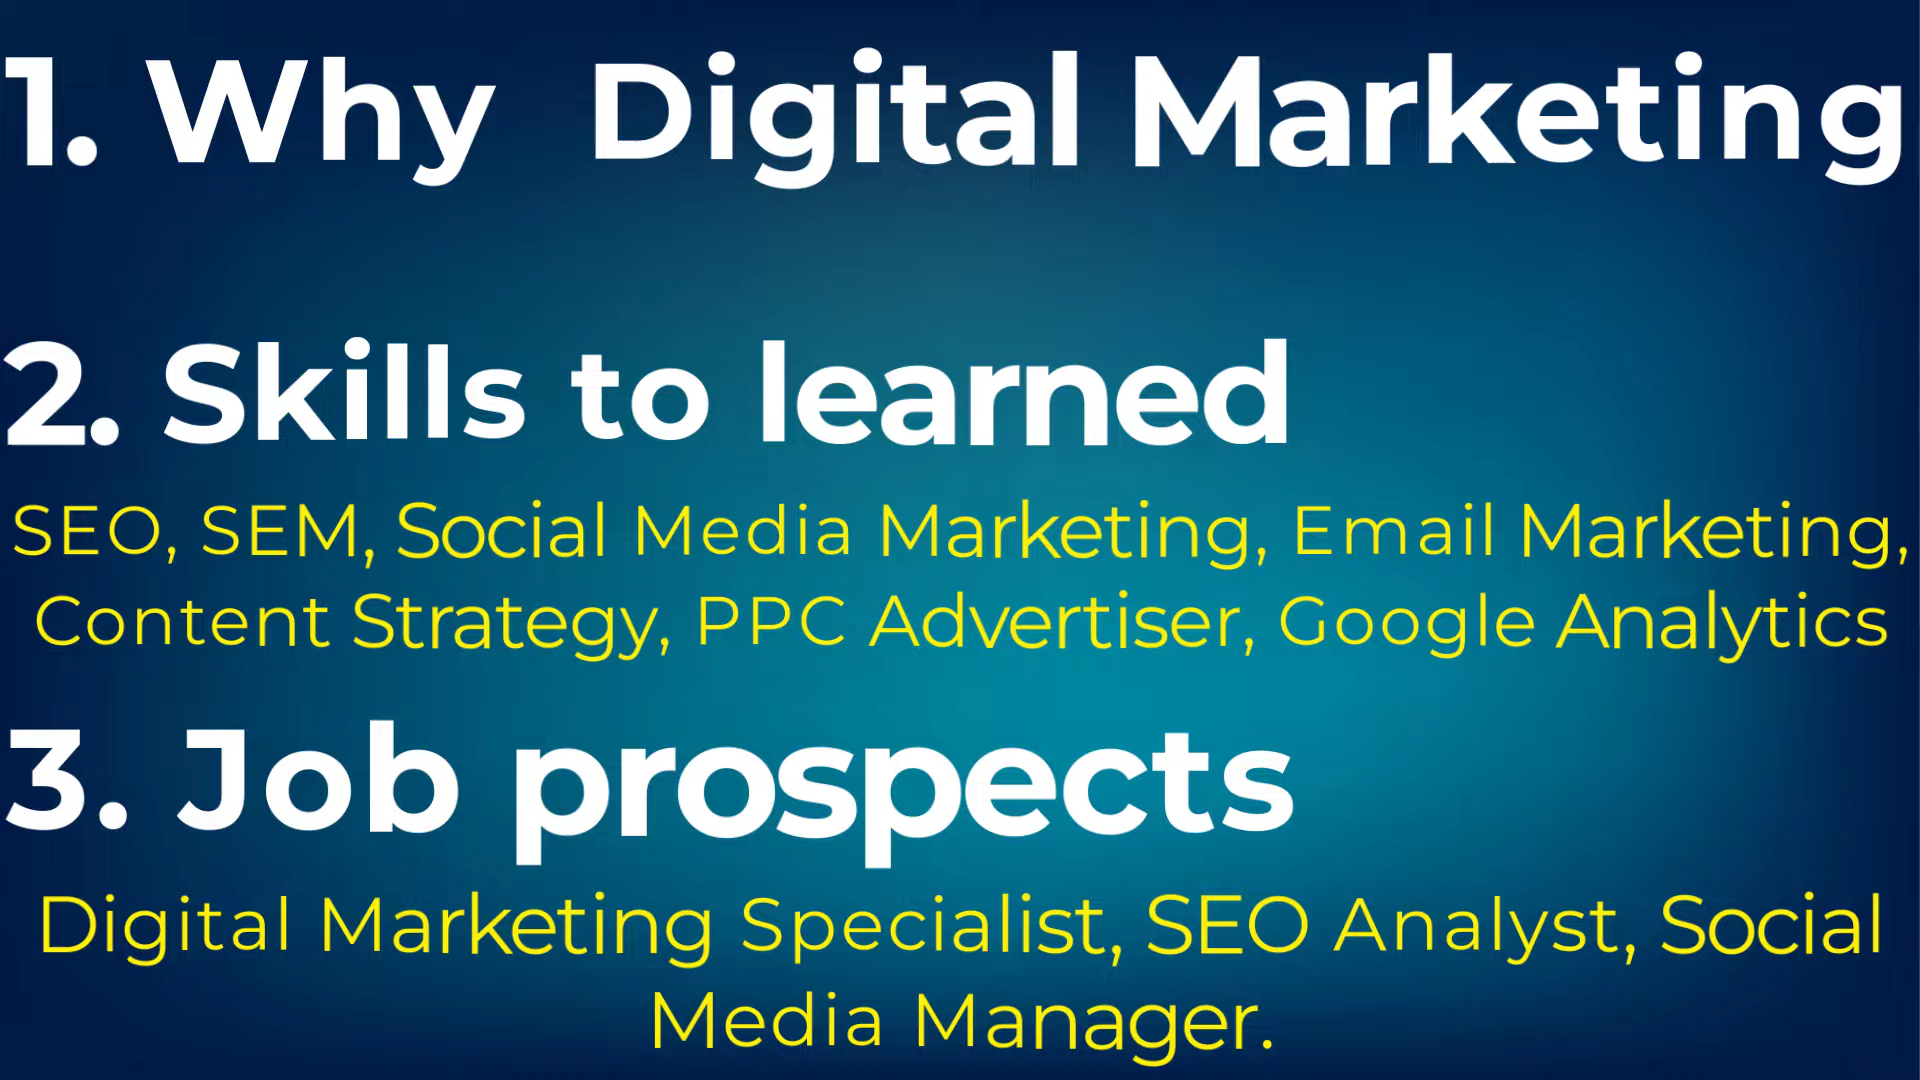 1. Why Digital Marketing
2. Skills to learned
SEO, SEM, Social Media Marketing, Email Marketing,
Content Strategy, PPC Advertiser, Google Analytics
3. Job prospects
Digital Marketing Specialist, SEO Analyst, Social
Media Manager.